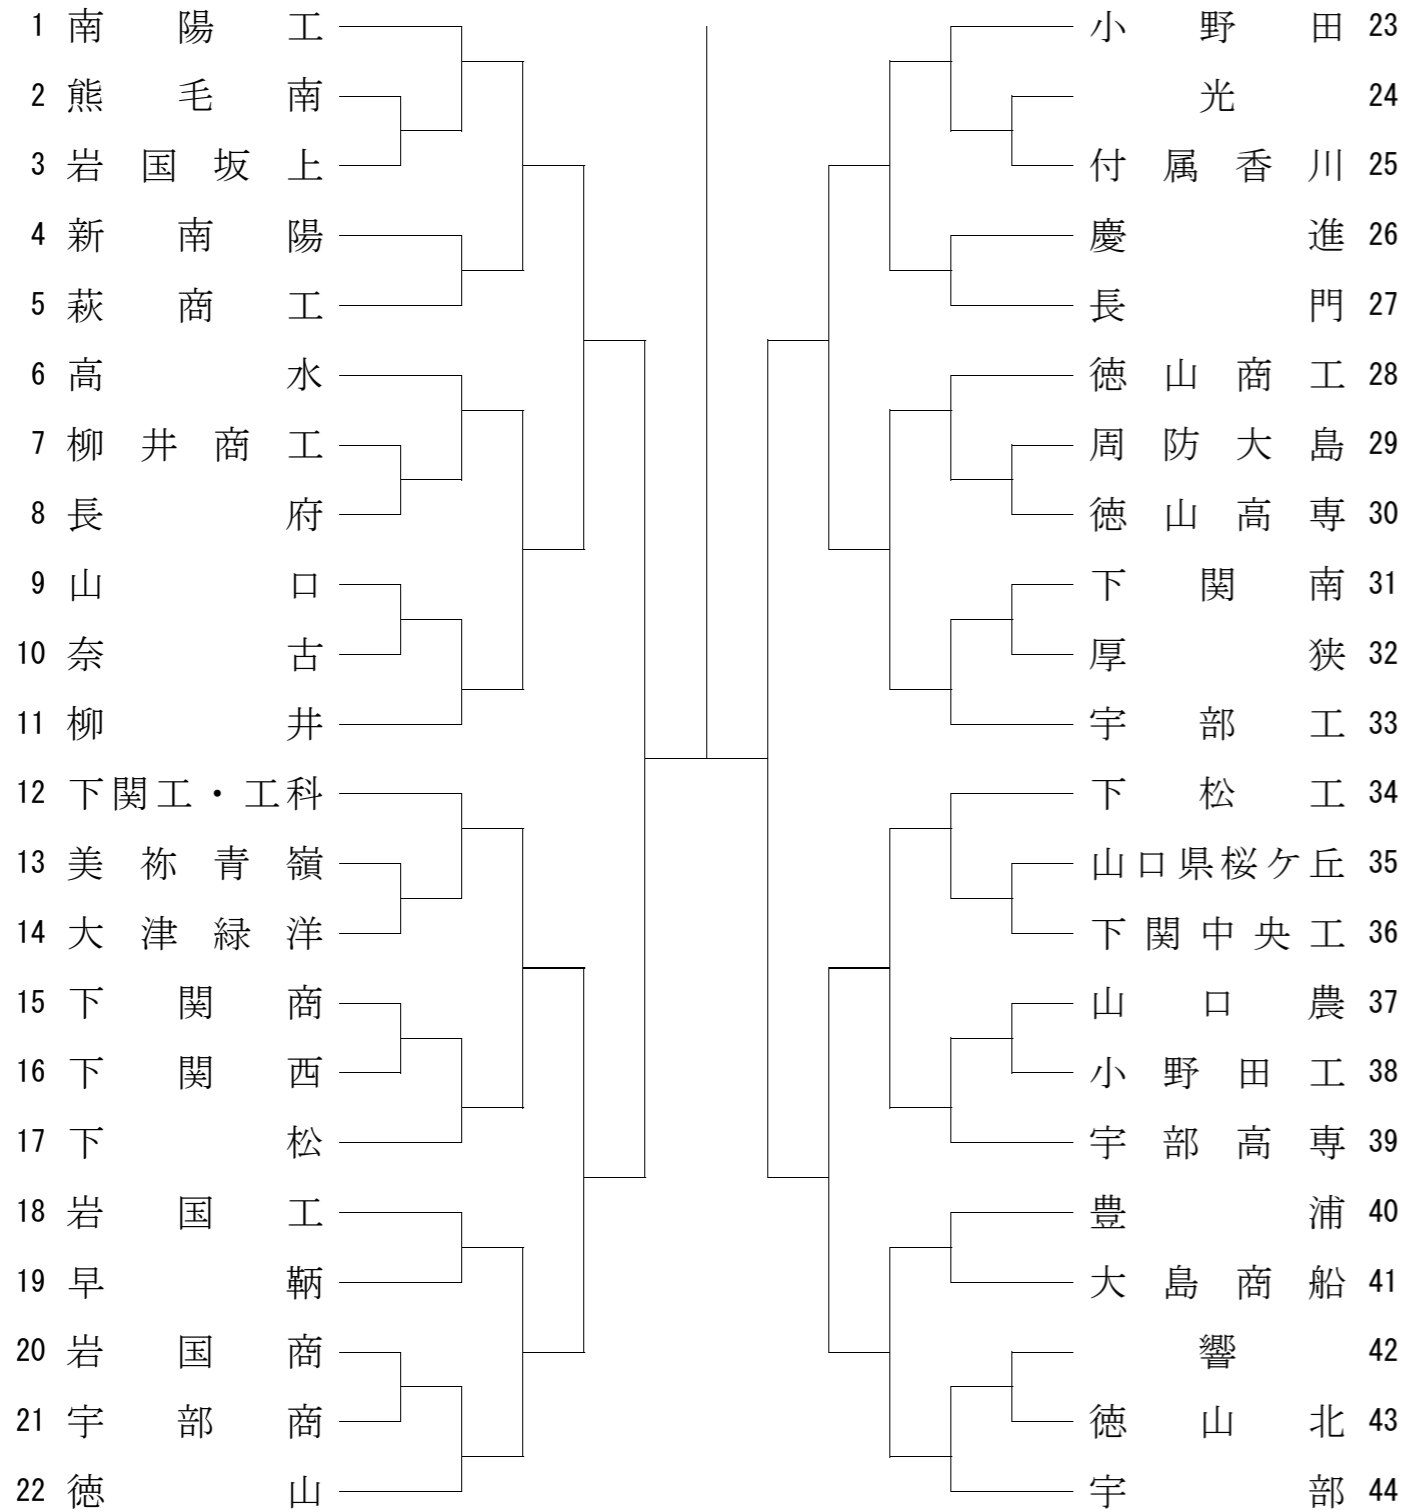 1 南陽工
2 熊毛南
3 岩国坂上
4 新南陽
5 萩商工
6 高水
7 柳井商工
8 長府
9 山口
10 奈古
11 柳井
12 下関工・工科
13 美祢青嶺
14 大津緑洋
15 下関商
16 下関西
17 下松
18 岩国工
19 早鞆
20 岩国商
21 宇部商
22 徳山
小野田 23
光 24
付属香川 25
慶進 26
長門 27
徳山商工 28
周防大島 29
徳山高専 30
下関南 31
厚狭 32
宇部工 33
下松工 34
山口県桜ケ丘 35
下関中央工 36
山口農 37
小野田工 38
宇部高専 39
豊浦 40
大島商船 41
響 42
徳山北 43
宇部 44